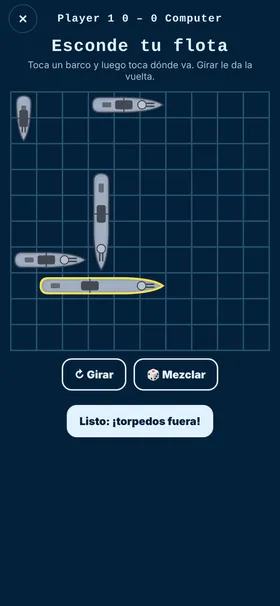 ✕
Player 1 0 – 0 Computer
Esconde tu flota
Toca un barco y luego toca dónde va. Girar le da la
vuelta.
↻ Girar
🎲 Mezclar
Listo: ¡torpedos fuera!